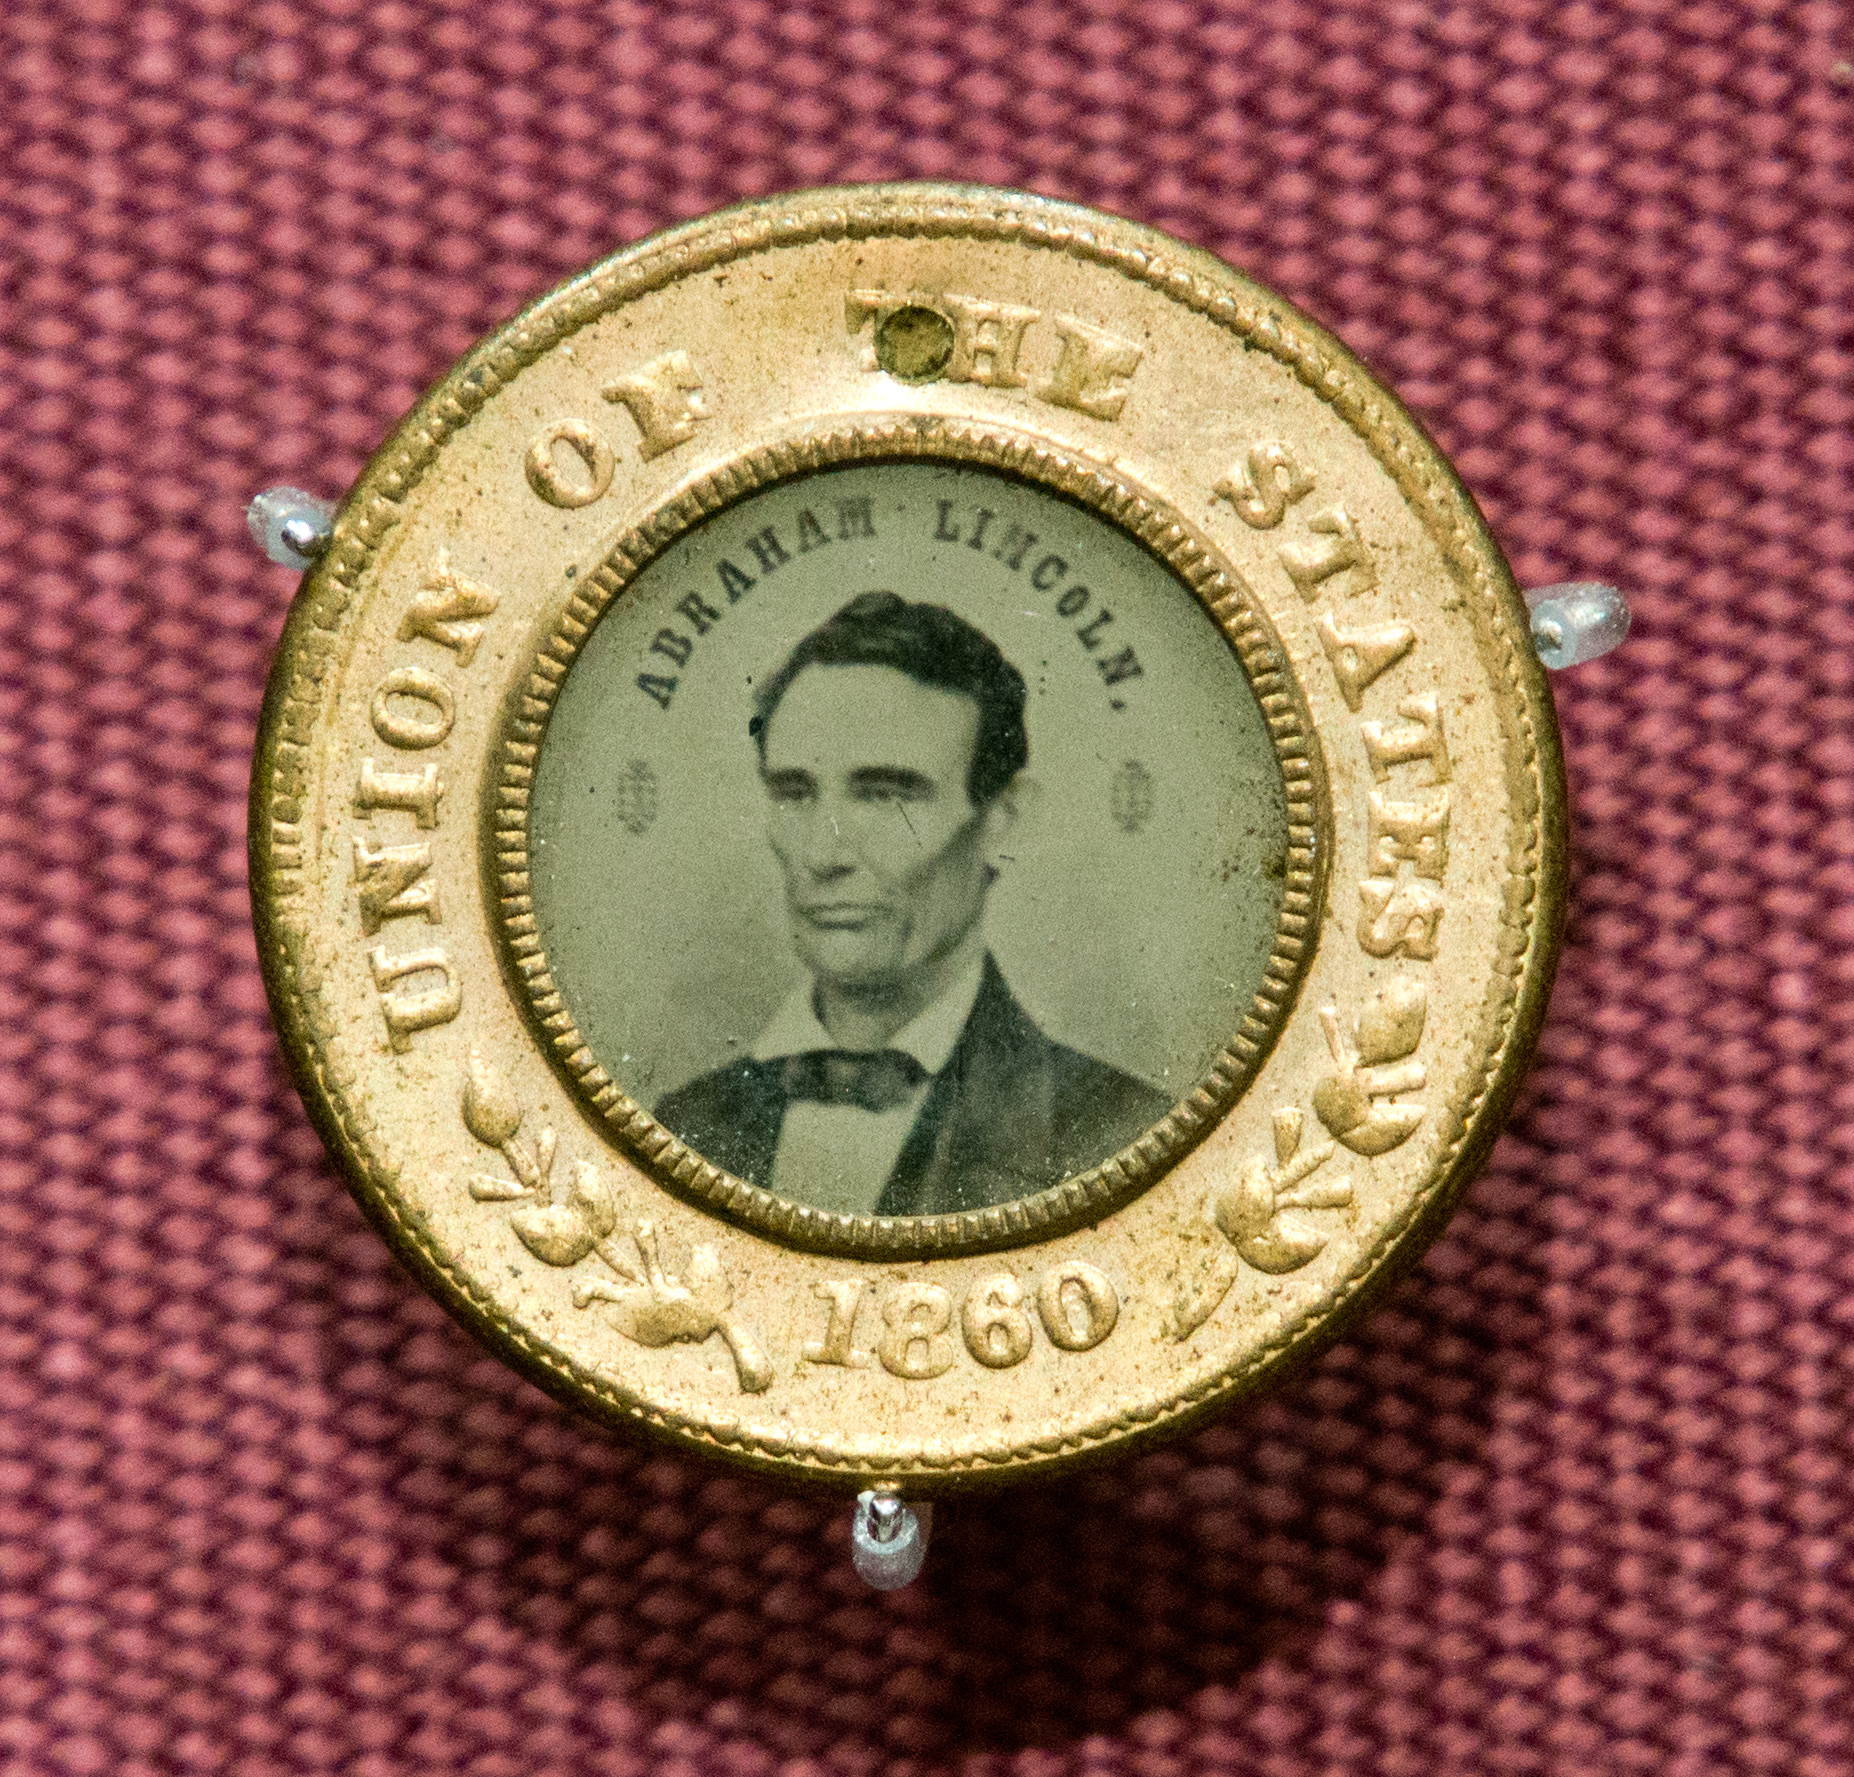 UNION OF THE STATES
ABRAHAM LINCOLN.
1860